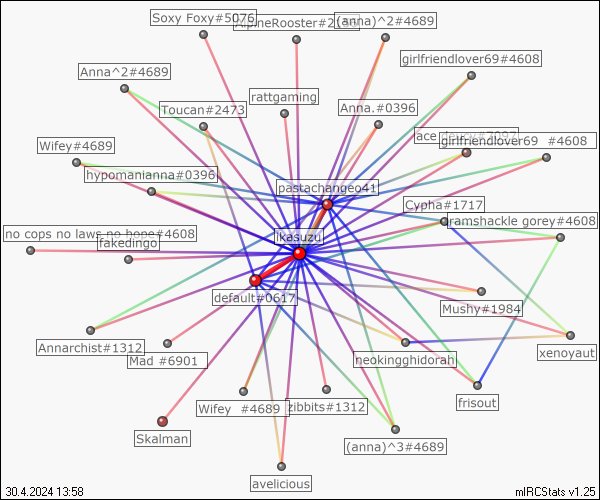 Soxy Foxy#5076
AlpineRooster#2
(anna)^2#4689
girlfriendlover69#4608
Anna^2#4689
rattgaming
Toucan#2473
Anna.#0396
ace
girlfriendlover69 #4608
Wifey#4689
hypomanianna#0396
pastachangeo41
Cypha#1717
ramshackle gorey#4608
no cops no laws no hope#4608
fakedingo
ikasuzu
default#0617
Mushy#1984
Annarchist#1312
Mad #6901
neokingghidorah
xenoyaut
Wifey #4689
zibbits#1312
frisout
Skalman
(anna)^3#4689
avelicious
30.4.2024 13:58
mIRCStats v1.25